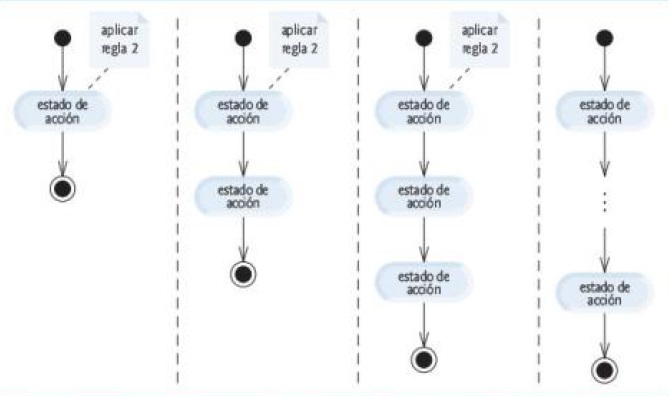 aplicar
regla 2
estado de
acción
aplicar
regla 2
estado de
acción
estado de
acción
aplicar
regla 2
estado de
acción
estado de
acción
estado de
acción
estado de
acción
estado de
acción